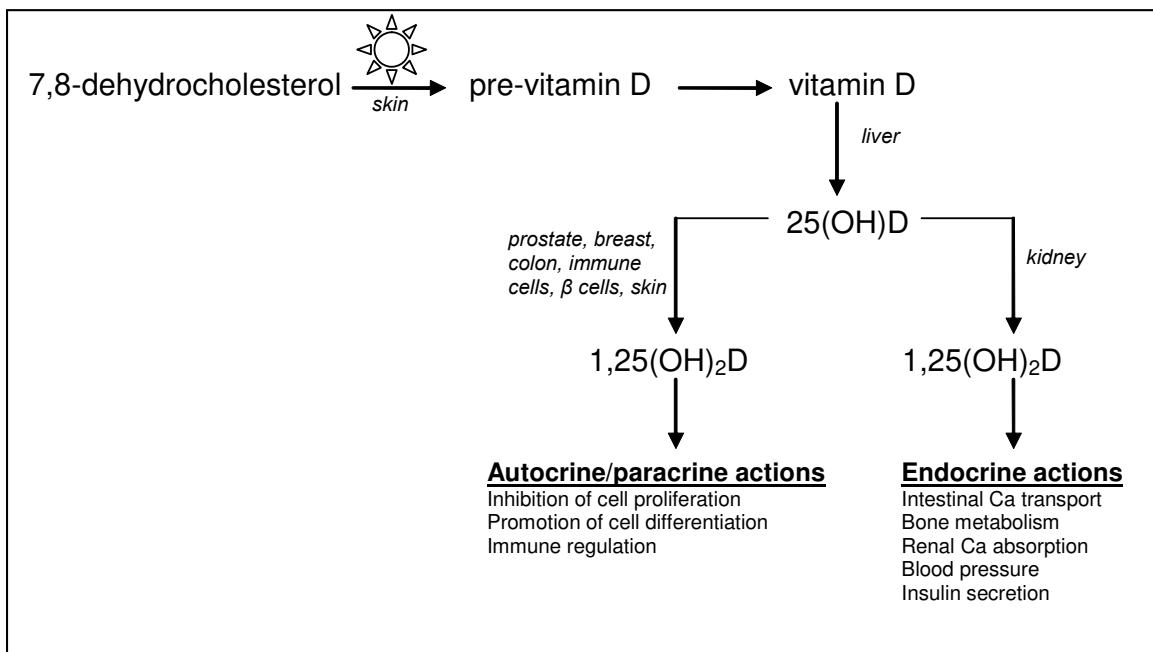 7,8-dehydrocholesterol
skin
pre-vitamin D
vitamin D
liver
25(OH)D
prostate, breast,
colon, immune
cells, β cells, skin
kidney
1,25(OH)₂D
1,25(OH)₂D
Autocrine/paracrine actions
Inhibition of cell proliferation
Promotion of cell differentiation
Immune regulation
Endocrine actions
Intestinal Ca transport
Bone metabolism
Renal Ca absorption
Blood pressure
Insulin secretion